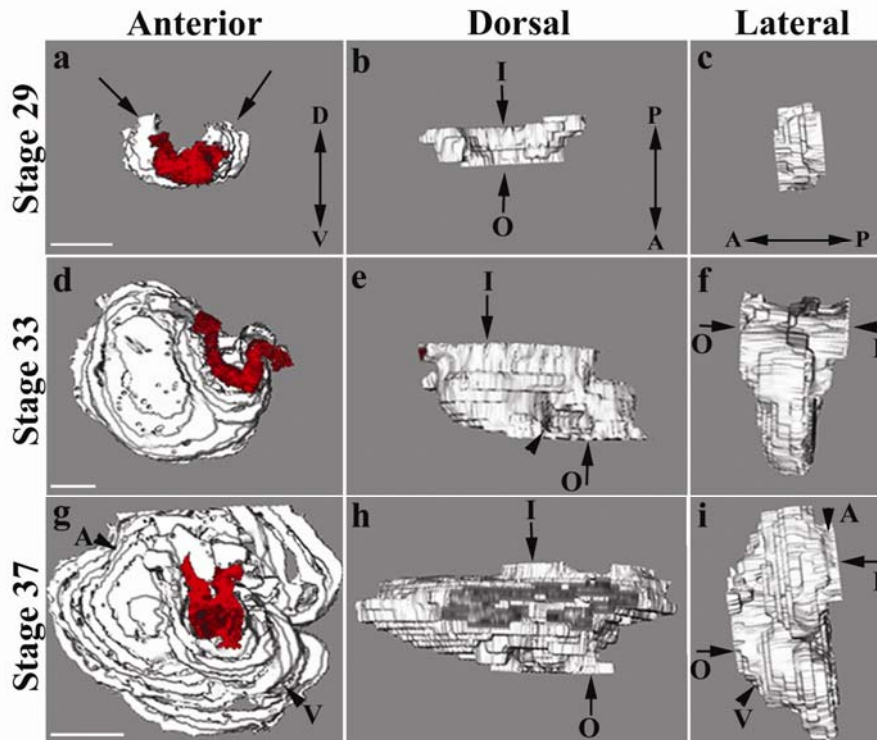 Anterior Dorsal Lateral
Stage 29
a
D
V
b
I
O
P
A
c
A P
Stage 33
d
e
I
O
f
O
Stage 37
g
A
V
h
I
O
i
A
O
V